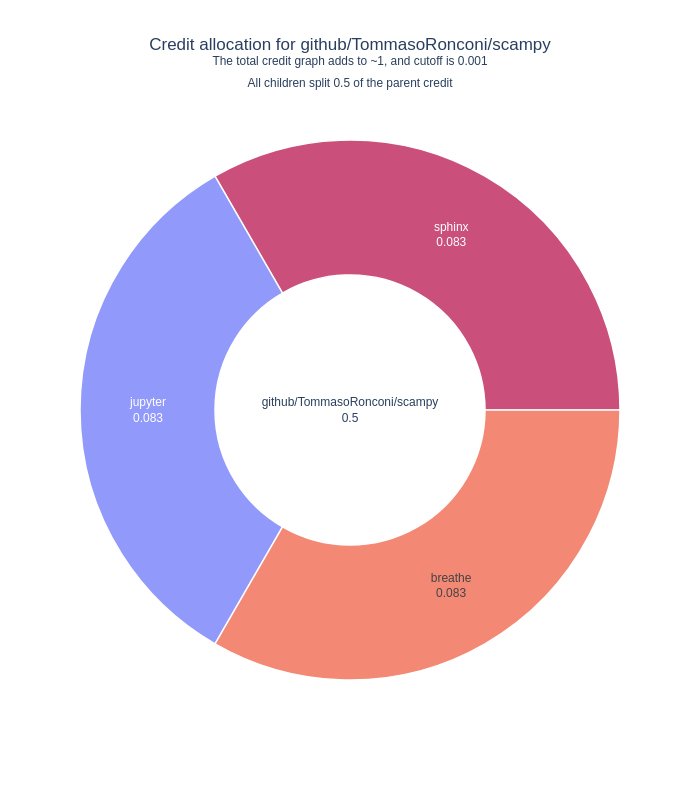 Credit allocation for github/TommasoRonconi/scampy
The total credit graph adds to ~1, and cutoff is 0.001
All children split 0.5 of the parent credit
sphinx
0.083
jupyter
0.083
github/TommasoRonconi/scampy
0.5
breathe
0.083